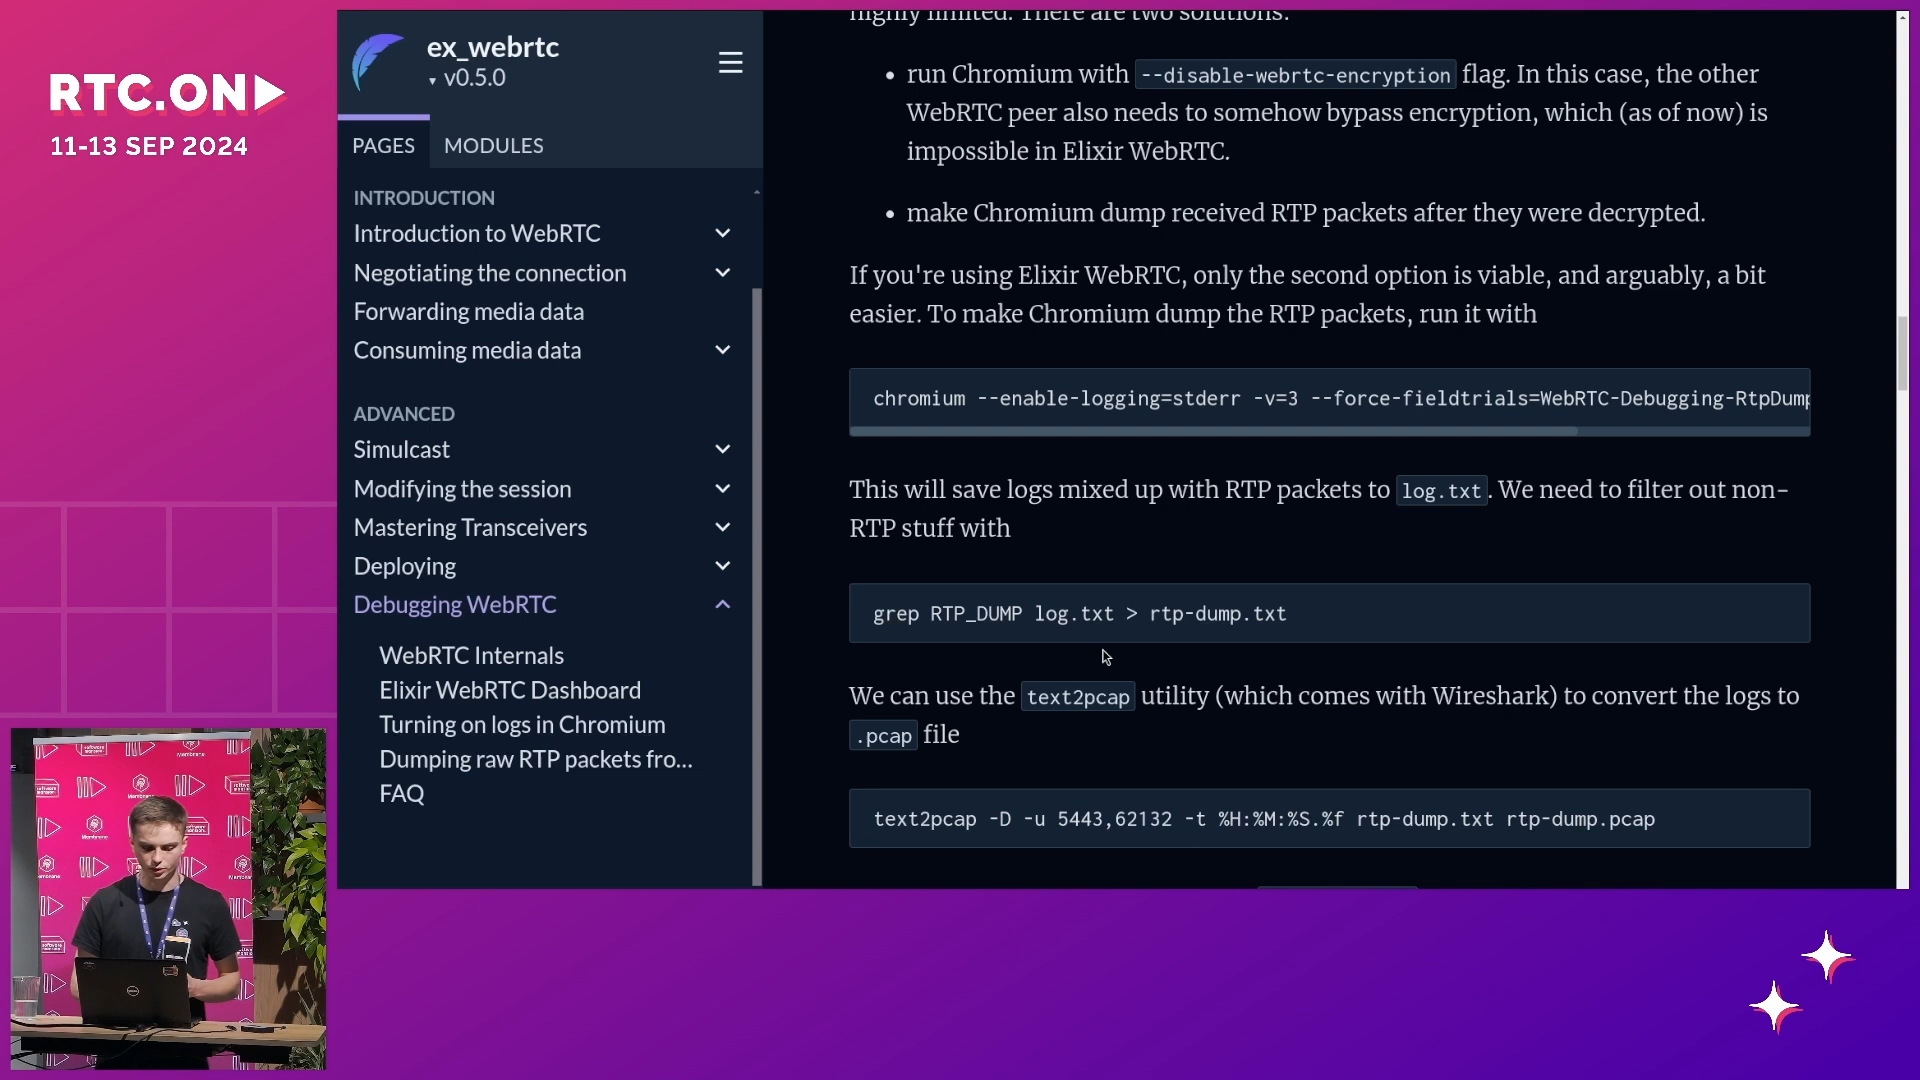 RTC.ON
11-13 SEP 2024
ex_webrtc
v0.5.0
PAGES
MODULES
INTRODUCTION
Introduction to WebRTC
Negotiating the connection
Forwarding media data
Consuming media data
ADVANCED
Simulcast
Modifying the session
Mastering Transceivers
Deploying
Debugging WebRTC
WebRTC Internals
Elixir WebRTC Dashboard
Turning on logs in Chromium
Dumping raw RTP packets fro...
FAQ
highly limited. There are two solutions:
• run Chromium with --disable-webrtc-encryption flag. In this case, the other
WebRTC peer also needs to somehow bypass encryption, which (as of now) is
impossible in Elixir WebRTC.
• make Chromium dump received RTP packets after they were decrypted.
If you're using Elixir WebRTC, only the second option is viable, and arguably, a bit
easier. To make Chromium dump the RTP packets, run it with
chromium --enable-logging=stderr -v=3 --force-fieldtrials=WebRTC-Debugging-RtpDump
This will save logs mixed up with RTP packets to log.txt. We need to filter out non-
RTP stuff with
grep RTP_DUMP log.txt > rtp-dump.txt
We can use the text2pcap utility (which comes with Wireshark) to convert the logs to
.pcap file
text2pcap -D -u 5443,62132 -t %H:%M:%S.%f rtp-dump.txt rtp-dump.pcap